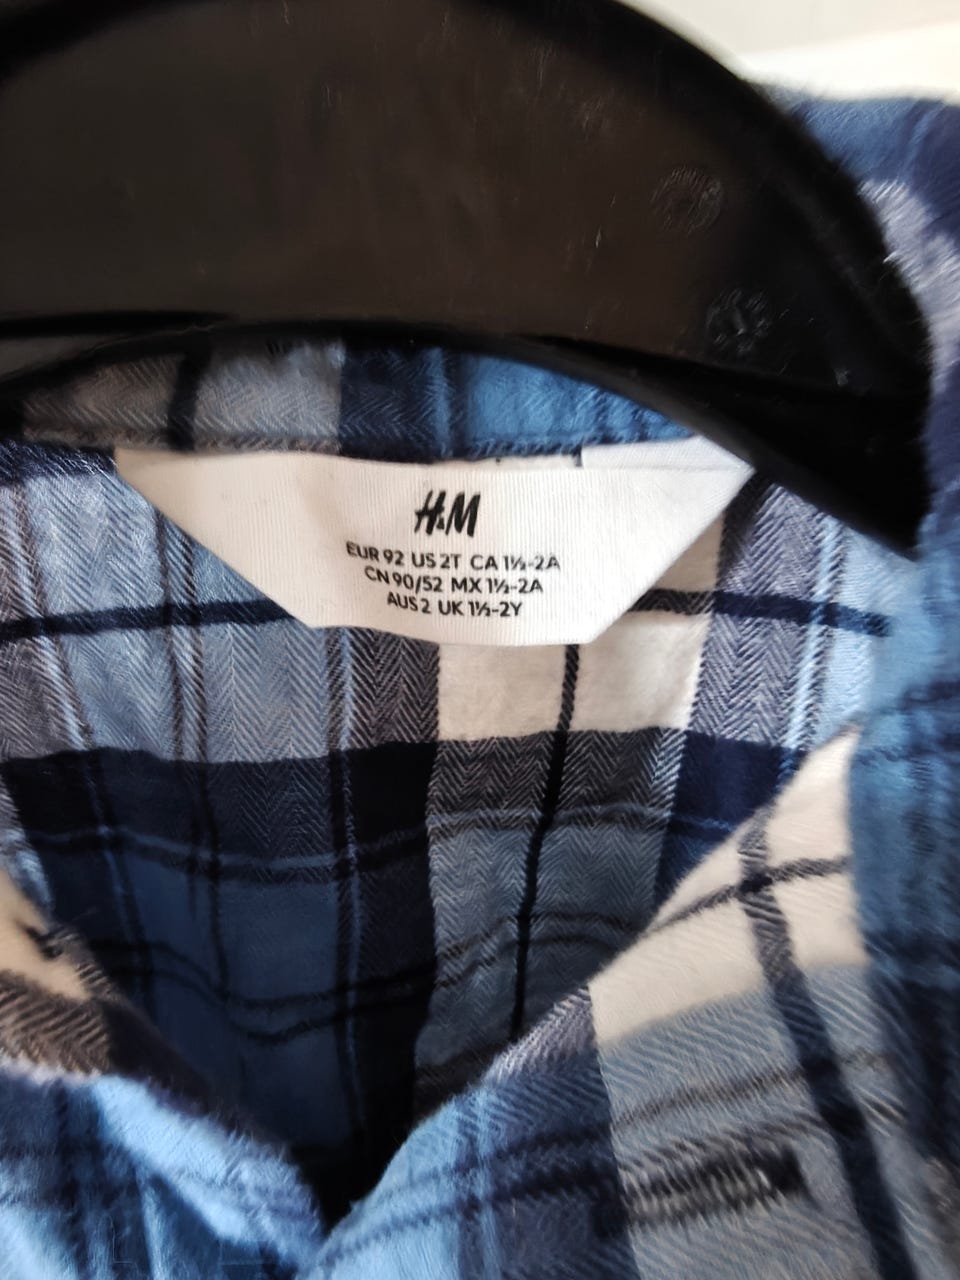 H&M
EUR 92 US 2T CA 1½-2A
CN 90/52 MX 1½-2A
AUS 2 UK 1½-2Y